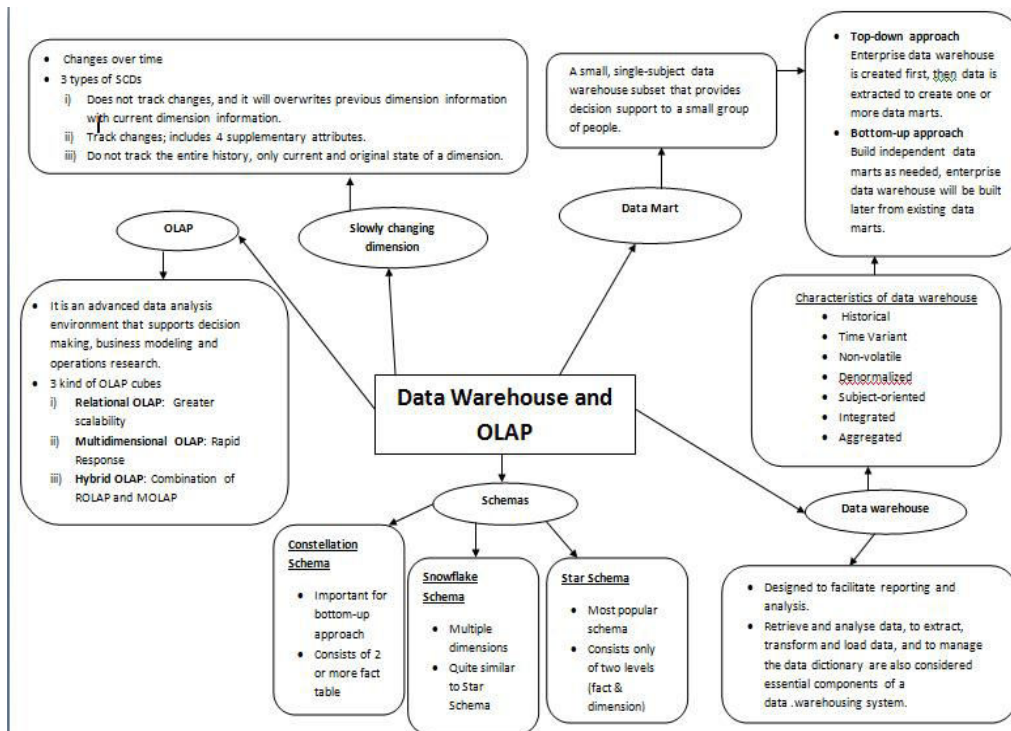 • Changes over time
• 3 types of SCDs
i) Does not track changes, and it will overwrites previous dimension information
with current dimension information.
ii) Track changes; includes 4 supplementary attributes.
iii) Do not track the entire history, only current and original state of a dimension.
A small, single-subject data
warehouse subset that provides
decision support to a small group
of people.
• Top-down approach
Enterprise data warehouse
is created first, then data is
extracted to create one or
more data marts.
• Bottom-up approach
Build independent data
marts as needed, enterprise
data warehouse will be built
later from existing data
marts.
OLAP
Slowly changing
dimension
Data Mart
• It is an advanced data analysis
environment that supports decision
making, business modeling and
operations research.
• 3 kind of OLAP cubes
i) Relational OLAP: Greater
scalability
ii) Multidimensional OLAP: Rapid
Response
iii) Hybrid OLAP: Combination of
ROLAP and MOLAP
Characteristics of data warehouse
• Historical
• Time Variant
• Non-volatile
• Denormalized
• Subject-oriented
• Integrated
• Aggregated
Data Warehouse and
OLAP
Schemas
Data warehouse
Constellation
Schema
• Important for
bottom-up
approach
• Consists of 2
or more fact
table
Snowflake
Schema
• Multiple
dimensions
• Quite similar
to Star
Schema
Star Schema
• Most popular
schema
• Consists only
of two levels
(fact &
dimension)
• Designed to facilitate reporting and
analysis.
• Retrieve and analyse data, to extract,
transform and load data, and to manage
the data dictionary are also considered
essential components of a
data .warehousing system.